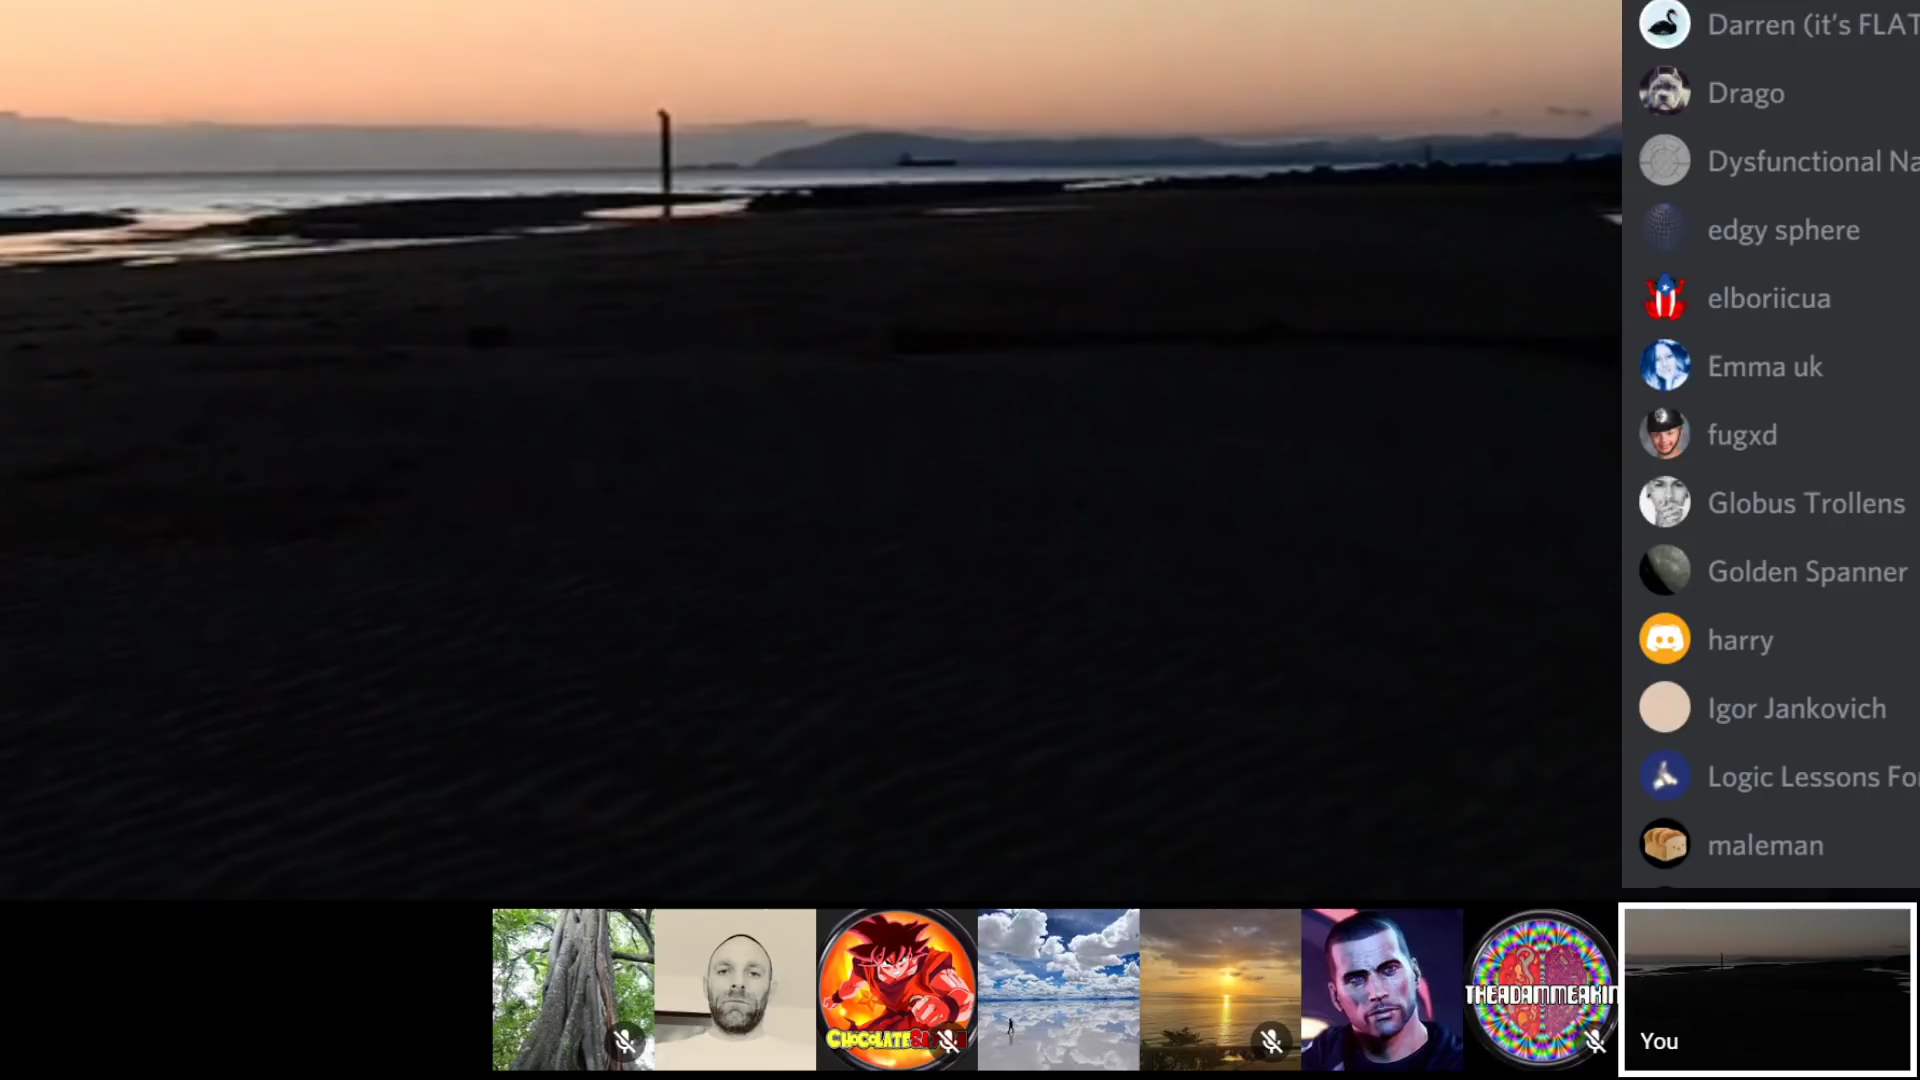 Darren (it's FLAT
Drago
Dysfunctional Na
edgy sphere
elboriicua
Emma uk
fugxd
Globus Trollens
Golden Spanner
harry
Igor Jankovich
Logic Lessons Fo
maleman
CHOCOLATE
THEADAMMEAKIN
You